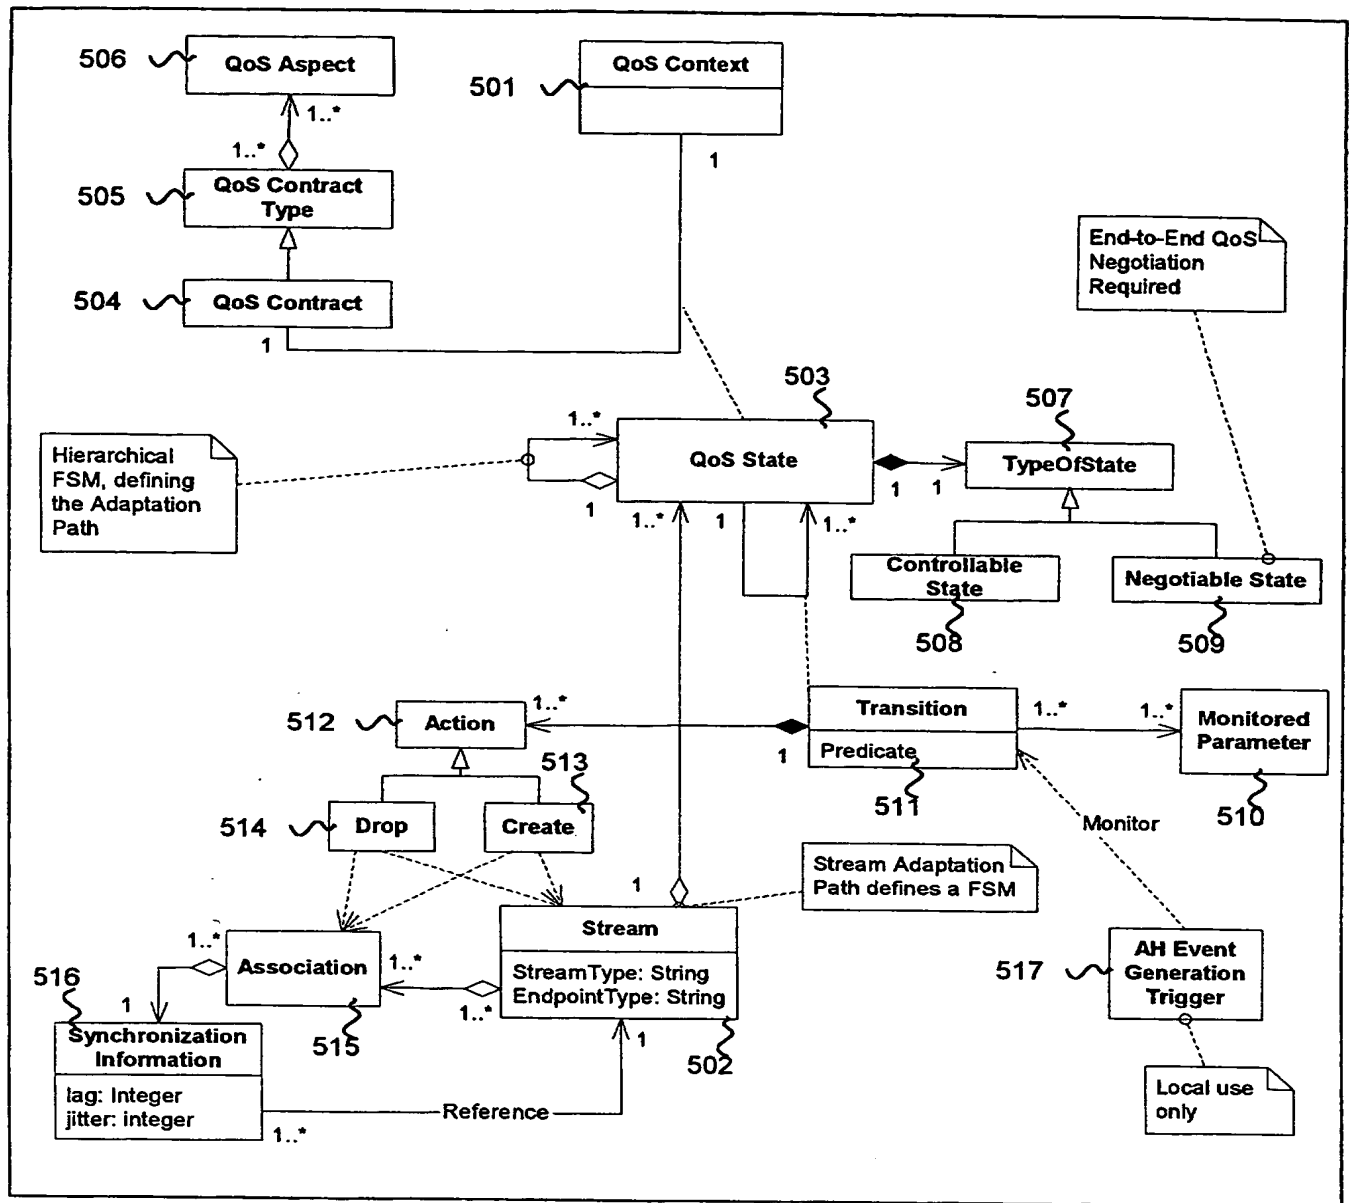 506
QoS Aspect
501
QoS Context
1..*
1..*
1
505
QoS Contract
Type
End-to-End QoS
Negotiation
Required
504
QoS Contract
1
503
507
Hierarchical
FSM, defining
the Adaptation
Path
1..*
QoS State
1
1
1
TypeOfState
1..*
1
1..*
Controllable
State
Negotiable State
508
509
512
Action
1..*
1
Transition
Predicate
1..*
1..*
Monitored
Parameter
513
511
510
514
Drop
Create
Monitor
Stream Adaptation
Path defines a FSM
1
Stream
StreamType: String
EndpointType: String
1..*
Association
1..*
1..*
517
AH Event
Generation
Trigger
516
1
515
502
1
Synchronization
Information
lag: Integer
jitter: integer
Reference
1..*
Local use
only